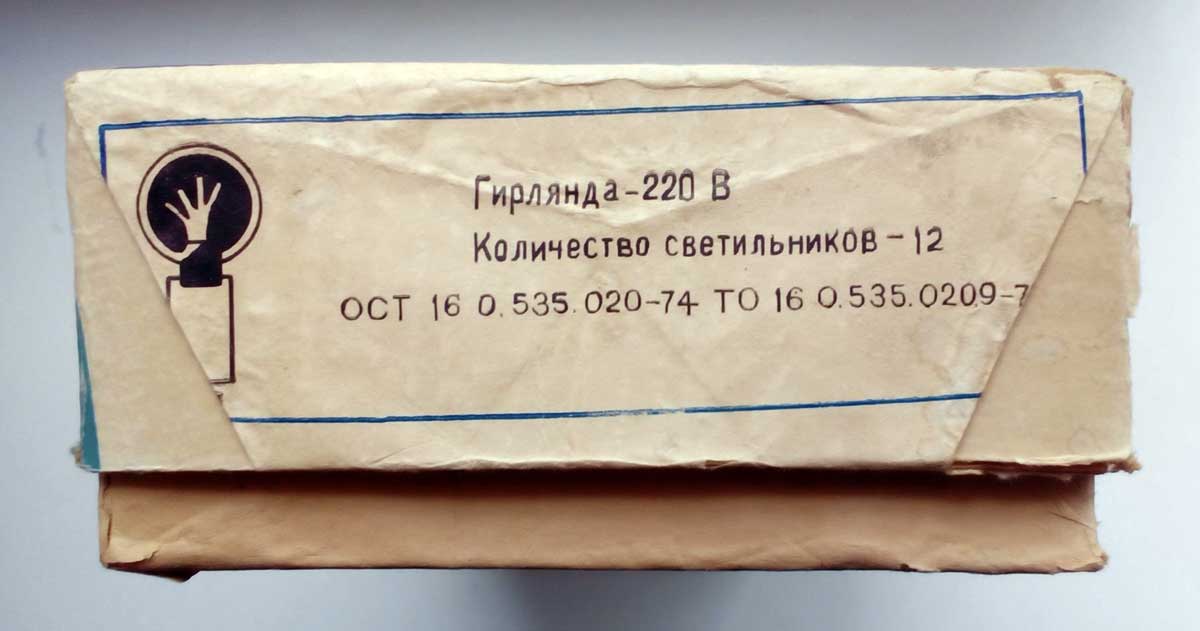 Гирлянда-220 В
Количество светильников-12
ОСТ 16 0.535.020-74 ТО 16 0.535.0209-7